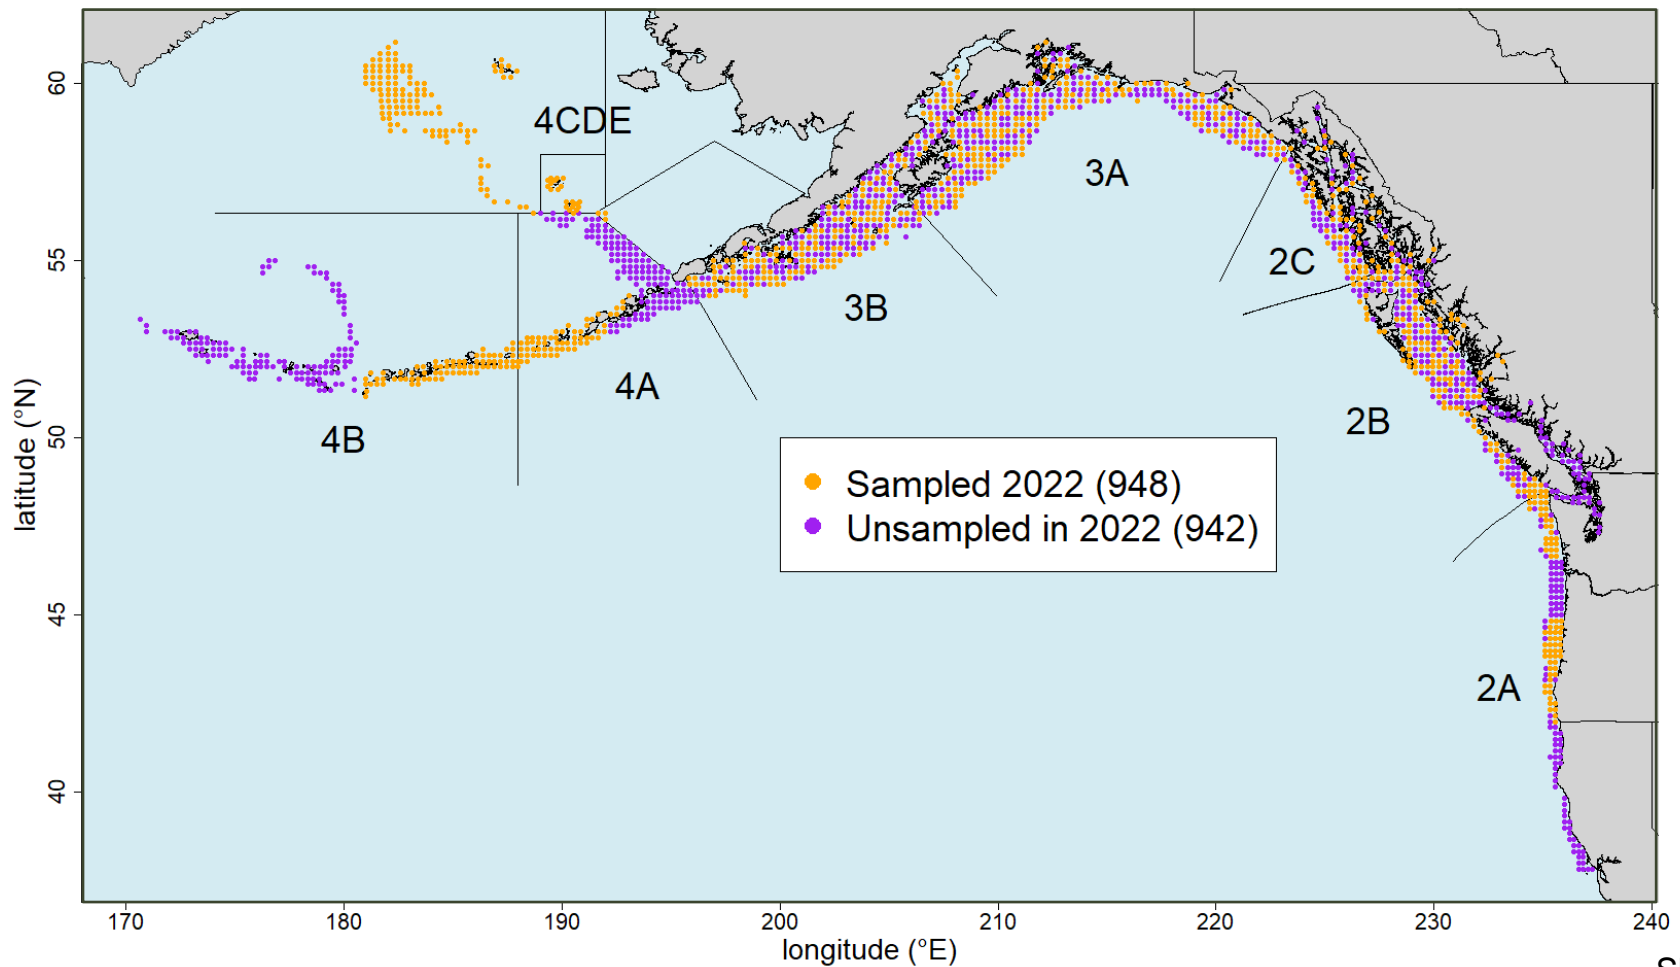 60
55
50
45
40
latitude (°N)
4CDE
3A
2C
3B
4A
2B
4B
Sampled 2022 (948)
Unsampled in 2022 (942)
2A
170
180
190
200
210
220
230
240
longitude (°E)